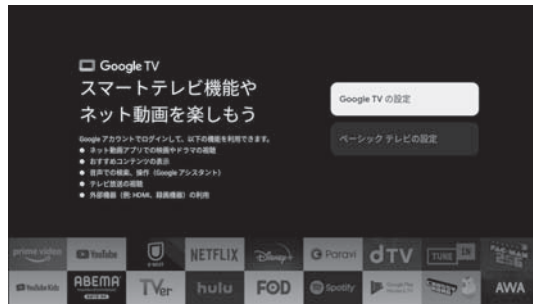 Google TV
スマートテレビ機能や
ネット動画を楽しもう
Google アカウントでログインして、以下の機能を利用できます。
● ネット動画アプリでの映画やドラマの視聴
● おすすめコンテンツの表示
● 音声での検索、操作 (Google アシスタント)
● テレビ放送の視聴
● 外部機器 (例: HDMI、録画機器) の利用
Google TV の設定
ベーシック テレビの設定
prime video
YouTube
U-NEXT
NETFLIX
Disney+
Paravi
dTV
TUNE IN
YouTube Kids
ABEMA
TVer
hulu
FOD
Spotify
Google Play
AWA